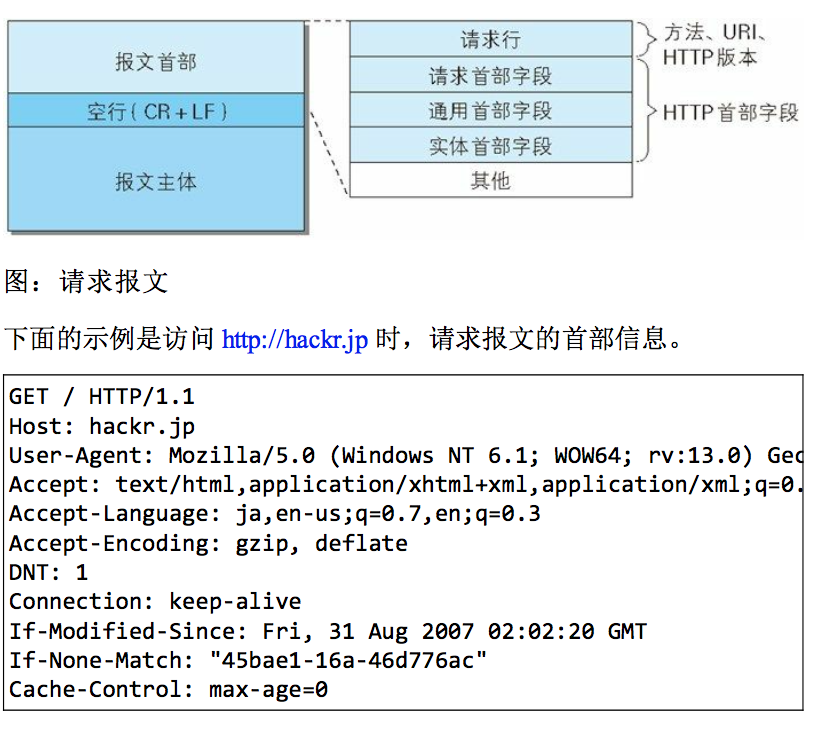 报文首部
空行(CR+LF)
报文主体
请求行
请求首部字段
通用首部字段
实体首部字段
其他
方法、URI、
HTTP版本
HTTP首部字段
图：请求报文
下面的示例是访问 http://hackr.jp 时，请求报文的首部信息。
GET / HTTP/1.1
Host: hackr.jp
User-Agent: Mozilla/5.0 (Windows NT 6.1; WOW64; rv:13.0)
Accept: text/html,application/xhtml+xml,application/xml;q=0.
Accept-Language: ja,en-us;q=0.7,en;q=0.3
Accept-Encoding: gzip, deflate
DNT: 1
Connection: keep-alive
If-Modified-Since: Fri, 31 Aug 2007 02:02:20 GMT
If-None-Match: "45bae1-16a-46d776ac"
Cache-Control: max-age=0